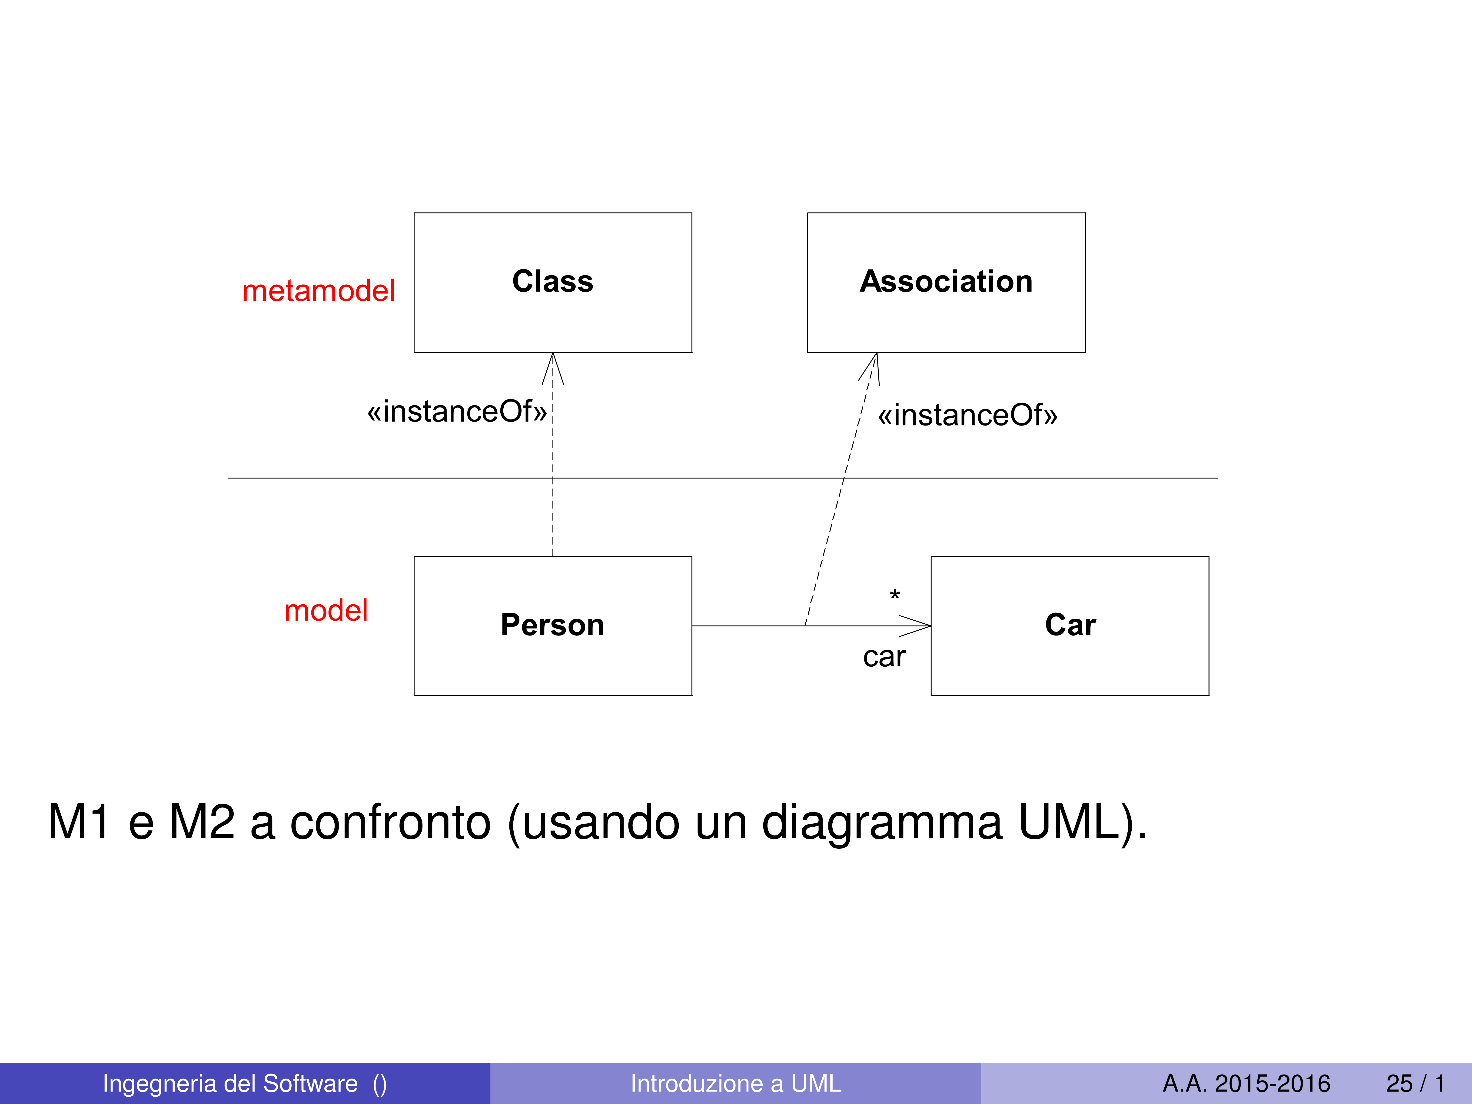 Class
Association
metamodel
«instanceOf»
«instanceOf»
model
Person
*
car
Car
M1 e M2 a confronto (usando un diagramma UML).
Ingegneria del Software ()
Introduzione a UML
A.A. 2015-2016
25 / 1